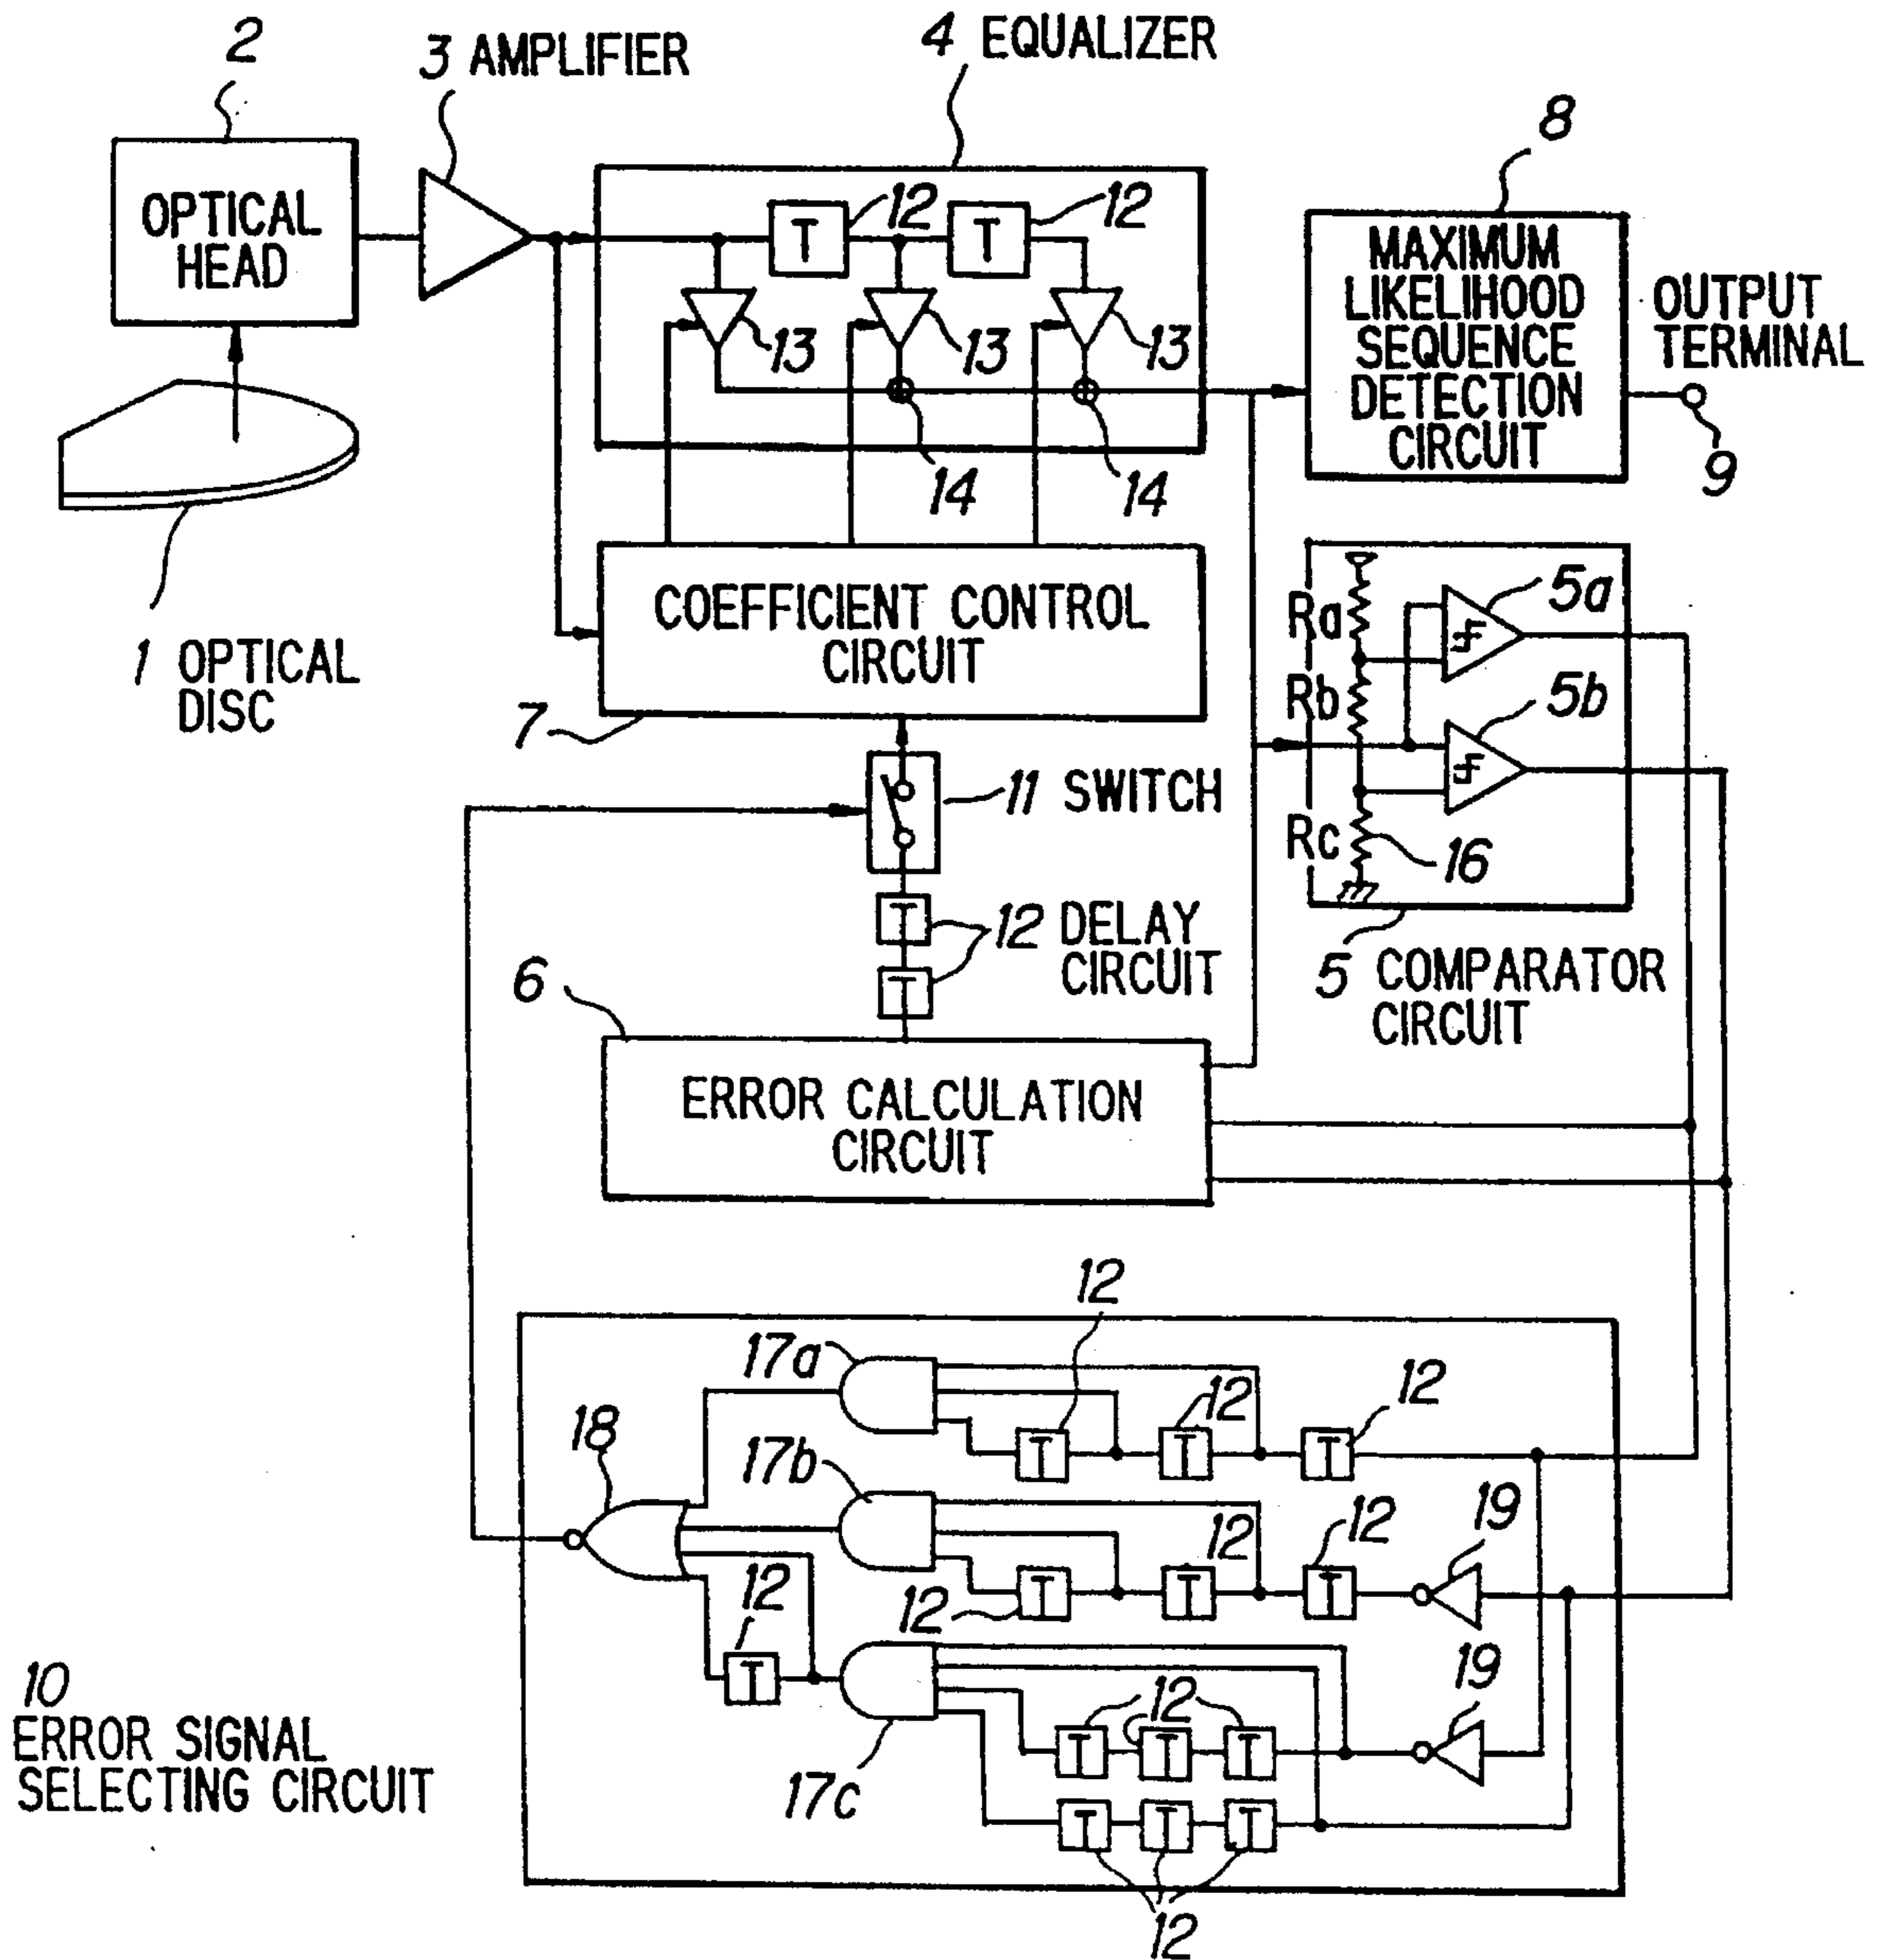 2
3 AMPLIFIER
4 EQUALIZER
8
OPTICAL
HEAD
T
12
T
12
13
13
13
14
14
MAXIMUM
LIKELIHOOD
SEQUENCE
DETECTION
CIRCUIT
OUTPUT
TERMINAL
9
1 OPTICAL
DISC
COEFFICIENT CONTROL
CIRCUIT
7
Ra
Rb
Rc
5a
5b
16
11 SWITCH
T
T
12 DELAY
CIRCUIT
5 COMPARATOR
CIRCUIT
6
ERROR CALCULATION
CIRCUIT
12
17a
12
12
T
T
T
18
17b
12
12
19
T
T
T
12
12
T
19
17c
12
12
T
T
T
T
T
T
12
10
ERROR SIGNAL
SELECTING CIRCUIT